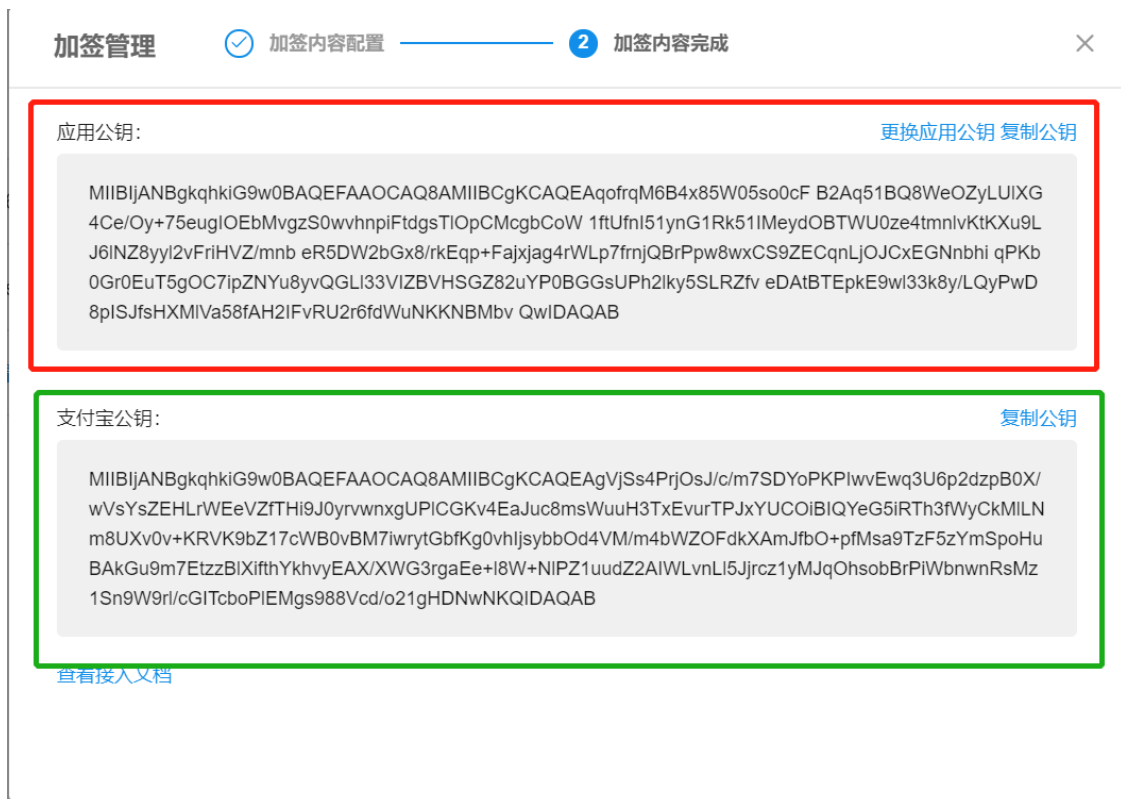 加签管理
加签内容配置
2
加签内容完成
应用公钥:
更换应用公钥 复制公钥
MIIBIjANBgkqhkiG9w0BAQEFAAOCAQ8AMIIBCgKCAQEAqofrqM6B4x85W05so0cF B2Aq51BQ8WeOZyLUlXG
4Ce/Oy+75eugIOEbMvgzS0wvhnpiFtdgsTlOpCMcgbCoW 1ftUfnI51ynG1Rk51IMeydOBTWU0ze4tmnlvKtKXu9L
J6lNZ8yyl2vFriHVZ/mnb eR5DW2bGx8/rkEqp+Fajxjag4rWLp7frnjQBrPpw8wxCS9ZECqnLjOJCxEGNnbhi qPKb
0Gr0EuT5gOC7ipZNYu8yvQGLl33VIZBVHSGZ82uYP0BGGsUPh2lky5SLRZfv eDAtBTEpkE9wl33k8y/LQyPwD
8pISJfsHXMlVa58fAH2IFvRU2r6fdWuNKKNBMbv QwIDAQAB
支付宝公钥:
复制公钥
MIIBIjANBgkqhkiG9w0BAQEFAAOCAQ8AMIIBCgKCAQEAgVjSs4PrjOsJ/c/m7SDYoPKPIwvEwq3U6p2dzpB0X/
wVsYsZEHLrWEeVZfTHi9J0yrvwnxgUPlCGKv4EaJuc8msWuuH3TxEvurTPJxYUCOiBIQYeG5iRTh3fWyCkMlLN
m8UXv0v+KRVK9bZ17cWB0vBM7iwrytGbfKg0vhIjsybbOd4VM/m4bWZOFdkXAmJfbO+pfMsa9TzF5zYmSpoHu
BAkGu9m7EtzzBlXifthYkhvyEAX/XWG3rgaEe+l8W+NlPZ1uudZ2AIWLvnLl5Jjrcz1yMJqOhsobBrPiWbnwnRsMz
1Sn9W9rl/cGITcboPlEMgs988Vcd/o21gHDNwNKQIDAQAB
查看接入文档